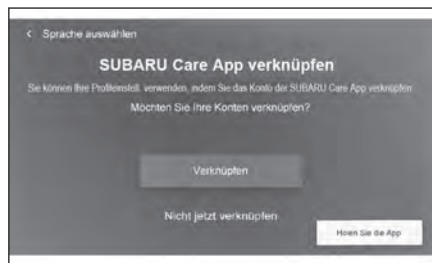 < Sprache auswählen
SUBARU Care App verknüpfen
Sie können Ihre Profileinstell. verwenden, indem Sie das Konto der SUBARU Care App verknüpfen
Möchten Sie Ihre Konten verknüpfen?
Verknüpfen
Nicht jetzt verknüpfen
Holen Sie die App